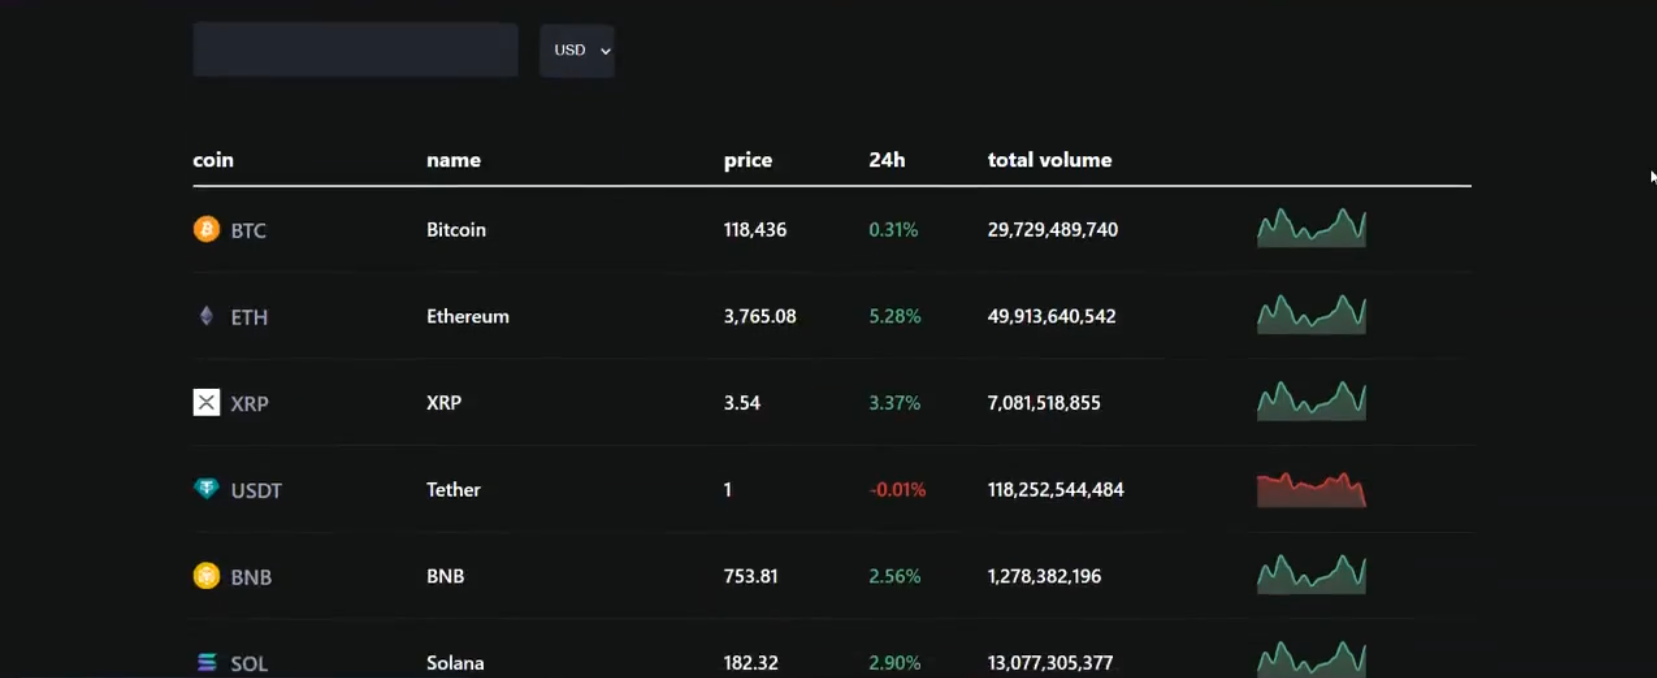 USD
coin name price 24h total volume
BTC Bitcoin 118,436 0.31% 29,729,489,740
ETH Ethereum 3,765.08 5.28% 49,913,640,542
XRP XRP 3.54 3.37% 7,081,518,855
USDT Tether 1 -0.01% 118,252,544,484
BNB BNB 753.81 2.56% 1,278,382,196
SOL Solana 182.32 2.90% 13,077,305,377